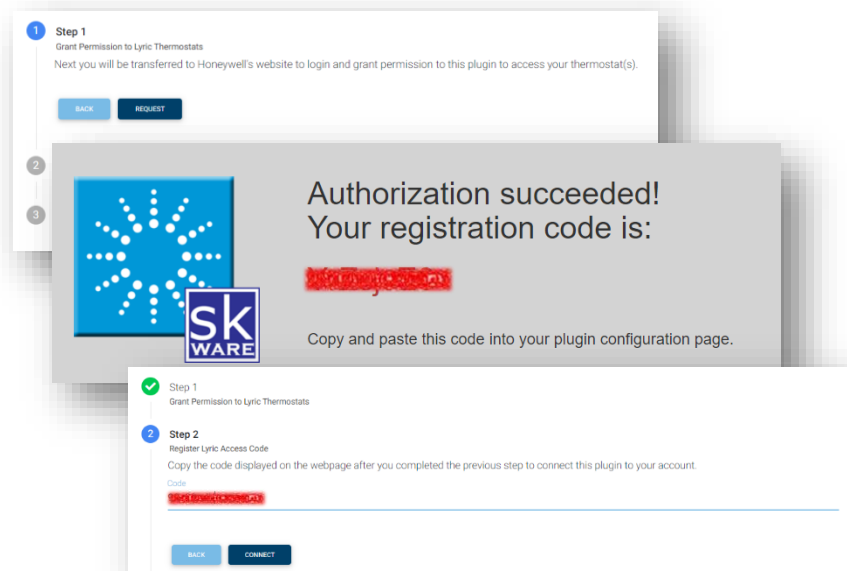 1
Step 1
Grant Permission to Lyric Thermostats
Next you will be transferred to Honeywell's website to login and grant permission to this plugin to access your thermostat(s).
BACK REQUEST
2
3
Authorization succeeded!
Your registration code is:
sk
WARE
Copy and paste this code into your plugin configuration page.
Step 1
Grant Permission to Lyric Thermostats
2
Step 2
Register Lyric Access Code
Copy the code displayed on the webpage after you completed the previous step to connect this plugin to your account.
Code
BACK CONNECT